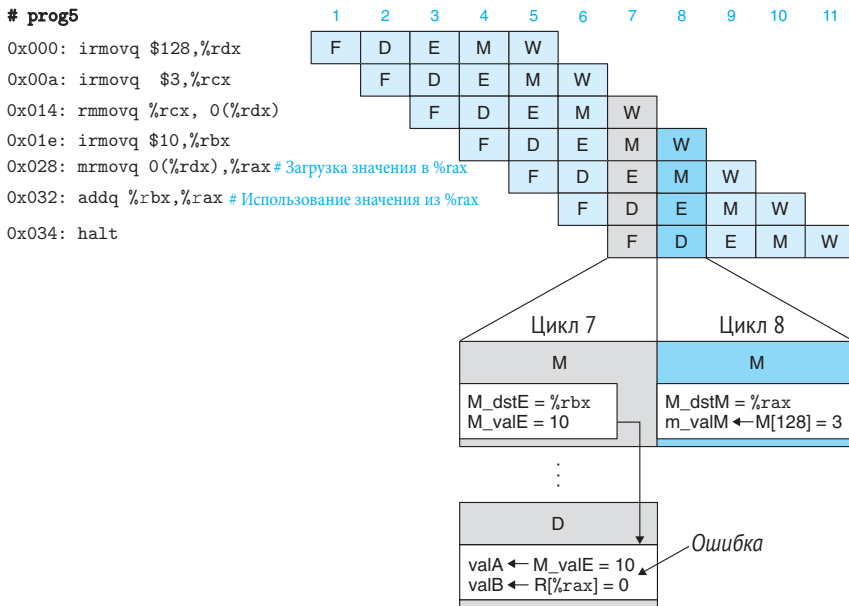 # prog5
1 2 3 4 5 6 7 8 9 10 11
0x000: irmovq $128,%rdx F D E M W
0x00a: irmovq $3,%rcx F D E M W
0x014: rmmovq %rcx, 0(%rdx) F D E M W
0x01e: irmovq $10,%rbx F D E M W
0x028: mrmovq 0(%rdx),%rax # Загрузка значения в %rax F D E M W
0x032: addq %rbx,%rax # Использование значения из %rax F D E M W
0x034: halt F D E M W
Цикл 7 Цикл 8
M M
M_dstE = %rbx M_dstM = %rax
M_valE = 10 m_valM ← M[128] = 3
D
Ошибка
valA ← M_valE = 10
valB ← R[%rax] = 0